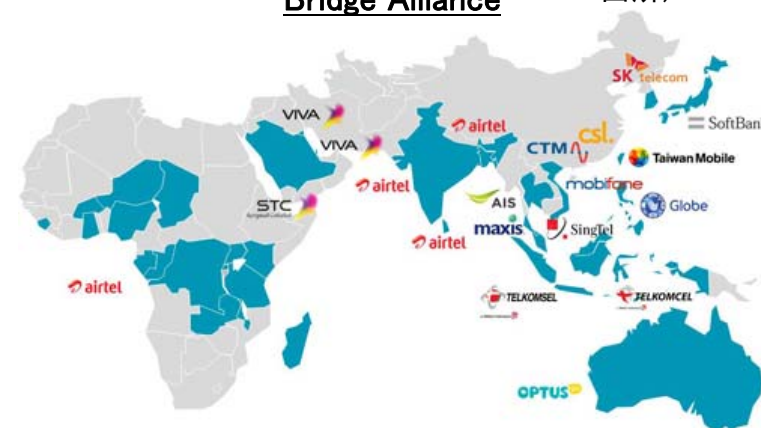 Bridge Alliance
SK telecom
VIVA
airtel
csl.
SoftBank
CTM
VIVA
Taiwan Mobile
airtel
mobifone
AIS
Globe
STC
maxis
SingTel
airtel
airtel
TELKOMSEL
TELKOMCEL
OPTUS